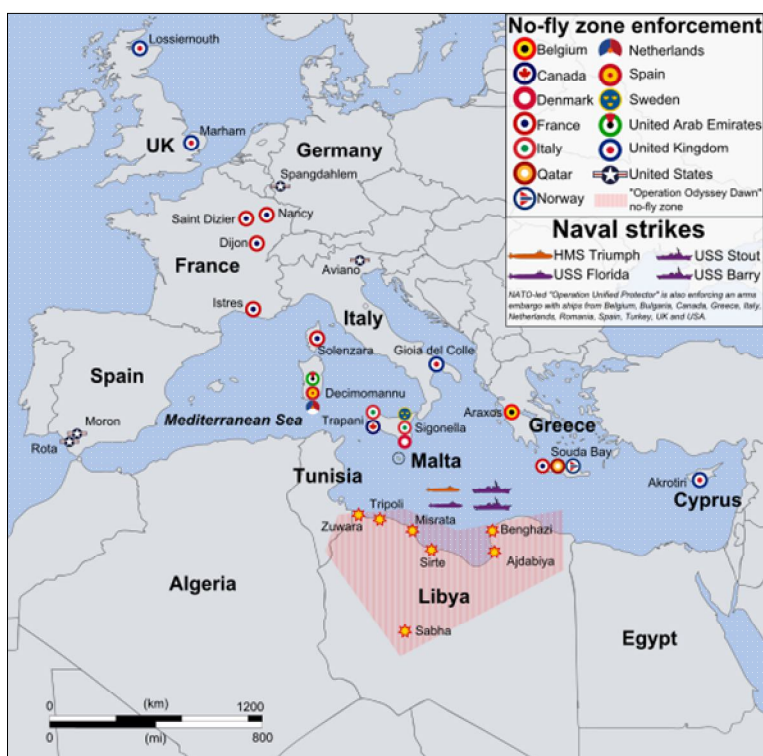 No-fly zone enforcement
Belgium
Netherlands
Canada
Spain
Denmark
Sweden
France
United Arab Emirates
Italy
United Kingdom
Qatar
United States
Norway
"Operation Odyssey Dawn"
no-fly zone
Naval strikes
HMS Triumph
USS Stout
USS Florida
USS Barry
NATO-led "Operation Unified Protector" is also enforcing an arms
embargo with ships from Belgium, Bulgaria, Canada, Greece, Italy,
Netherlands, Romania, Spain, Turkey, UK and USA.
Lossiemouth
UK
Marham
Germany
Spangdahlem
Saint Dizier
Nancy
Dijon
France
Aviano
Istres
Italy
Solenzara
Gioia del Colle
Spain
Decimomannu
Araxos
Greece
Moron
Rota
Mediterranean Sea
Trapani
Sigonella
Souda Bay
Malta
Tunisia
Akrotiri
Cyprus
Tripoli
Zuwara
Misrata
Benghazi
Sirte
Ajdabiya
Algeria
Libya
Sabha
Egypt
0 (km) 1200
0 (mi) 800